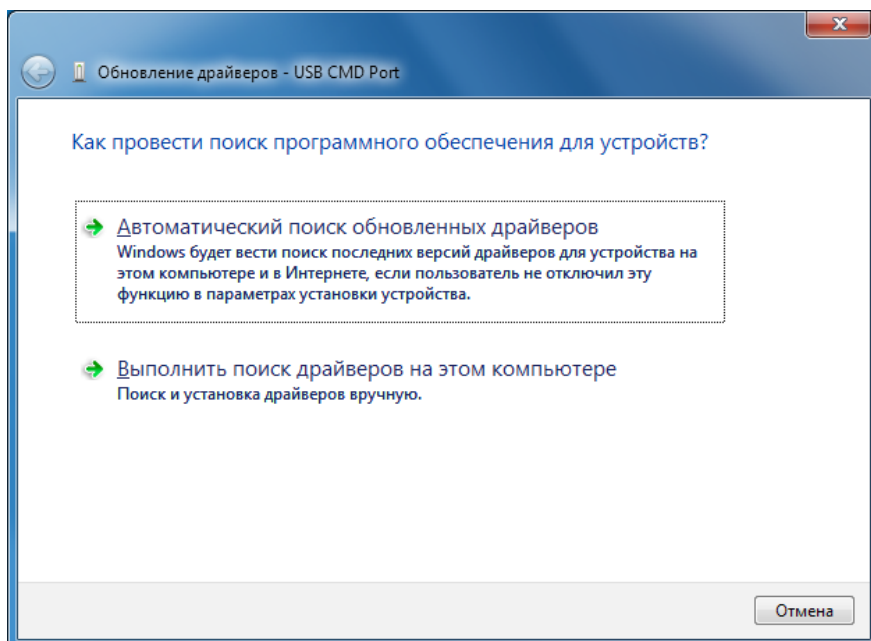 Обновление драйверов - USB CMD Port
Как провести поиск программного обеспечения для устройств?
Автоматический поиск обновленных драйверов
Windows будет вести поиск последних версий драйверов для устройства на
этом компьютере и в Интернете, если пользователь не отключил эту
функцию в параметрах установки устройства.
Выполнить поиск драйверов на этом компьютере
Поиск и установка драйверов вручную.
Отмена